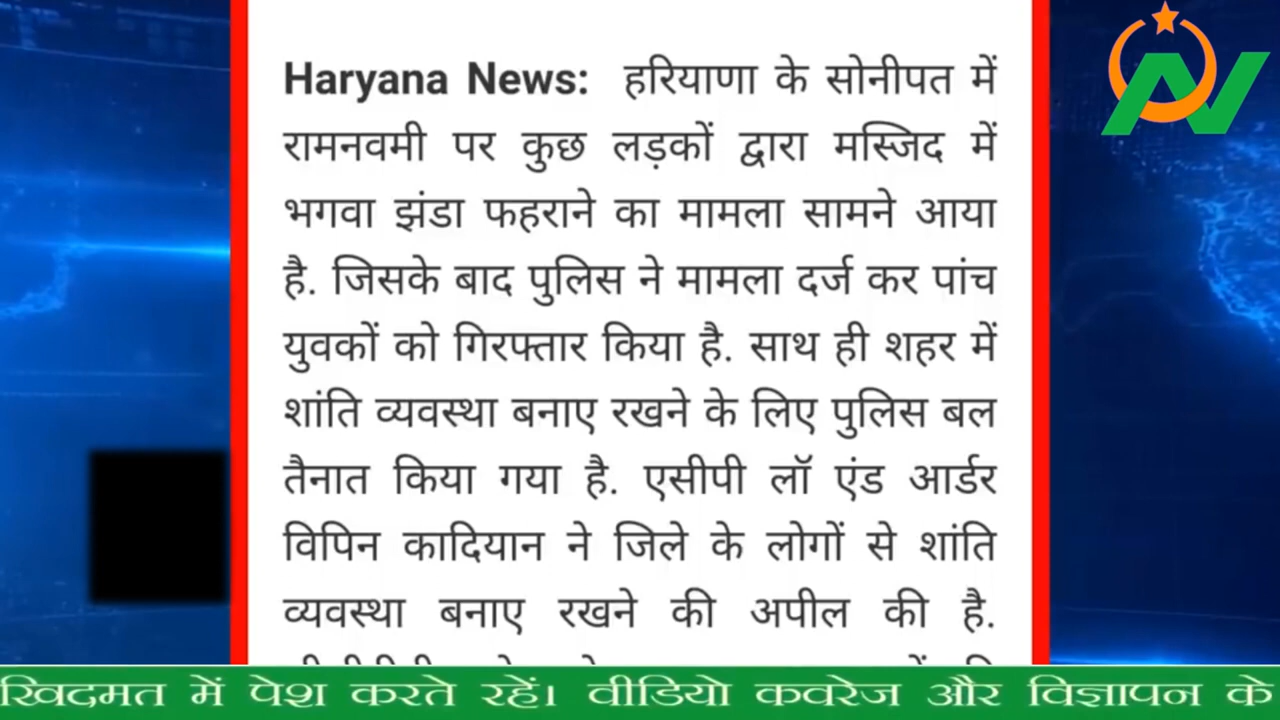 Haryana News: हरियाणा के सोनीपत में
रामनवमी पर कुछ लड़कों द्वारा मस्जिद में
भगवा झंडा फहराने का मामला सामने आया
है. जिसके बाद पुलिस ने मामला दर्ज कर पांच
युवकों को गिरफ्तार किया है. साथ ही शहर में
शांति व्यवस्था बनाए रखने के लिए पुलिस बल
तैनात किया गया है. एसीपी लॉ एंड आर्डर
विपिन कादियान ने जिले के लोगों से शांति
व्यवस्था बनाए रखने की अपील की है.
खिदमत में पेश करते रहें। वीडियो कवरेज और विज्ञापन के